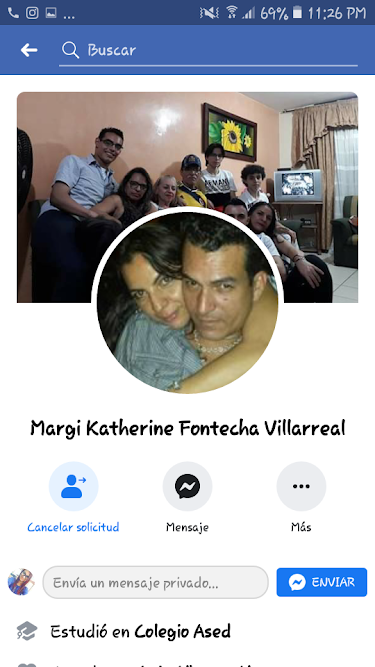 ... 69% 11:26 PM
Buscar
ARMANI
Margi Katherine Fontecha Villarreal
Cancelar solicitud
Mensaje
Más
Envía un mensaje privado...
ENVIAR
Estudió en Colegio Ased